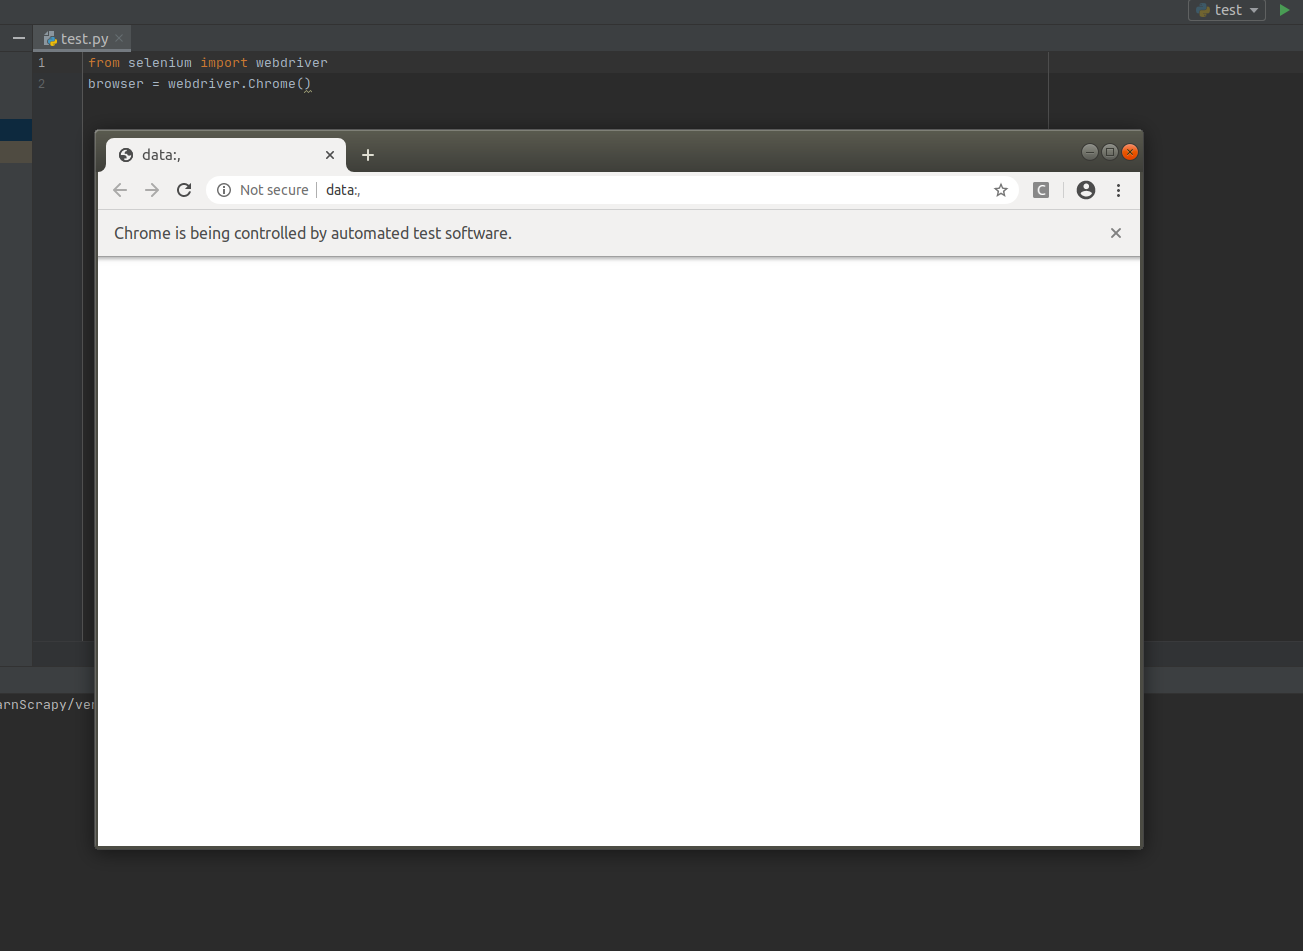 test
test.py
1 from selenium import webdriver
2 browser = webdriver.Chrome()
data:,
Not secure data:,
C
Chrome is being controlled by automated test software.
arnScrapy/ver